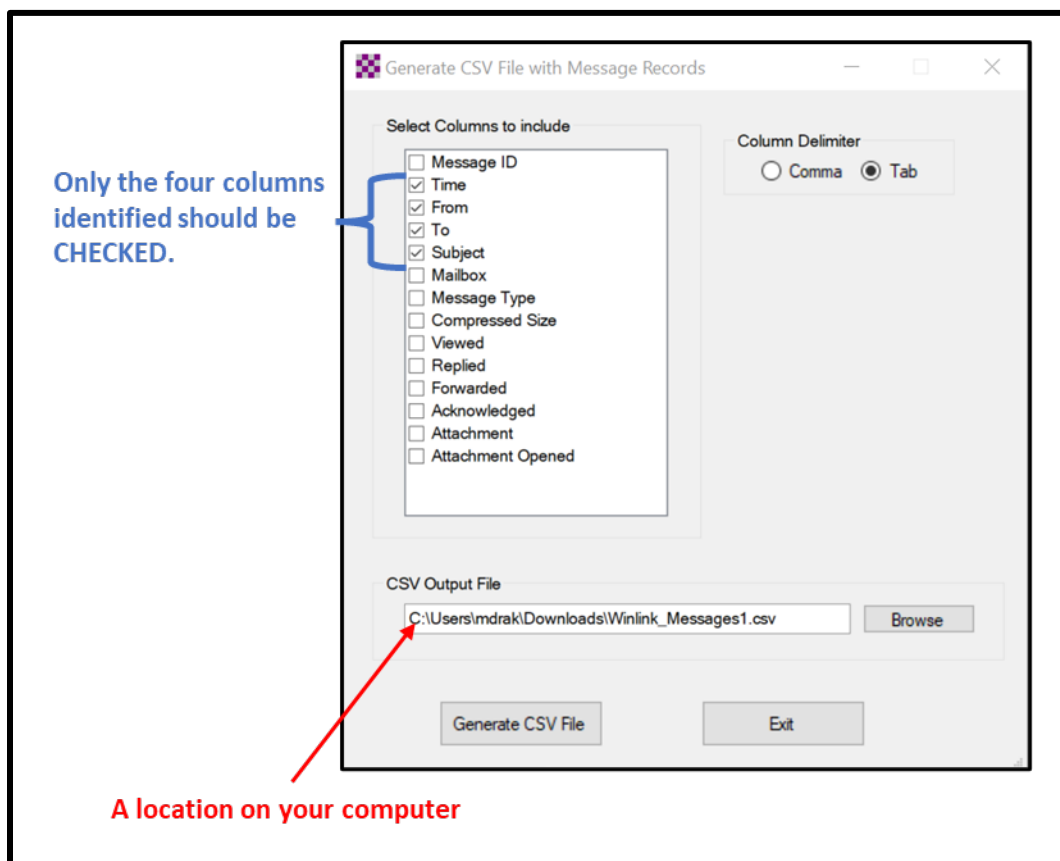 Generate CSV File with Message Records
Select Columns to include
Column Delimiter
Comma
Tab
Message ID
Time
From
To
Subject
Mailbox
Message Type
Compressed Size
Viewed
Replied
Forwarded
Acknowledged
Attachment
Attachment Opened
Only the four columns
identified should be
CHECKED.
CSV Output File
C:\Users\mdrak\Downloads\Winlink_Messages1.csv
Browse
Generate CSV File
Exit
A location on your computer